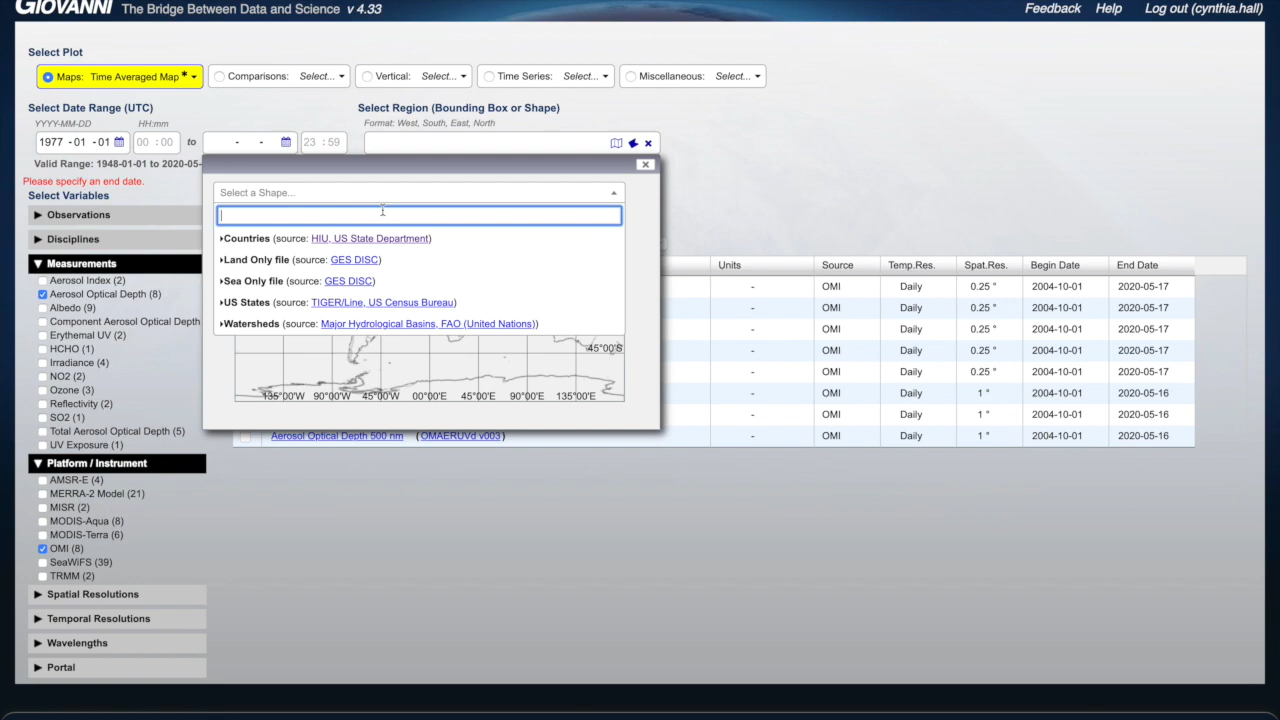 GIOVANNI The Bridge Between Data and Science v 4.33 Feedback Help Log out (cynthia.hall)
Select Plot
Maps: Time Averaged Map * Comparisons: Select... Vertical: Select... Time Series: Select... Miscellaneous: Select...
Select Date Range (UTC) Select Region (Bounding Box or Shape)
YYYY-MM-DD HH:mm Format: West, South, East, North
1977 -01 -01 00 : 00 to - - 23 : 59
Valid Range: 1948-01-01 to 2020-05-
Please specify an end date.
Select Variables
Select a Shape...
Countries (source: HIU, US State Department)
Land Only file (source: GES DISC)
Sea Only file (source: GES DISC)
US States (source: TIGER/Line, US Census Bureau)
Watersheds (source: Major Hydrological Basins, FAO (United Nations))
45°00'S
135°00'W 90°00'W 45°00'W 00°00'E 45°00'E 90°00'E 135°00'E
Observations
Disciplines
Measurements
Aerosol Index (2)
Aerosol Optical Depth (8)
Albedo (9)
Component Aerosol Optical Depth
Erythemal UV (2)
HCHO (1)
Irradiance (4)
NO2 (2)
Ozone (3)
Reflectivity (2)
SO2 (1)
Total Aerosol Optical Depth (5)
UV Exposure (1)
Platform / Instrument
AMSR-E (4)
MERRA-2 Model (21)
MISR (2)
MODIS-Aqua (8)
MODIS-Terra (6)
OMI (8)
SeaWiFS (39)
TRMM (2)
Spatial Resolutions
Temporal Resolutions
Wavelengths
Portal
Units Source Temp.Res. Spat.Res. Begin Date End Date
- OMI Daily 0.25 ° 2004-10-01 2020-05-17
- OMI Daily 0.25 ° 2004-10-01 2020-05-17
- OMI Daily 0.25 ° 2004-10-01 2020-05-17
- OMI Daily 0.25 ° 2004-10-01 2020-05-17
- OMI Daily 0.25 ° 2004-10-01 2020-05-17
- OMI Daily 1 ° 2004-10-01 2020-05-16
- OMI Daily 1 ° 2004-10-01 2020-05-16
Aerosol Optical Depth 500 nm (OMAERUVd v003) - OMI Daily 1 ° 2004-10-01 2020-05-16